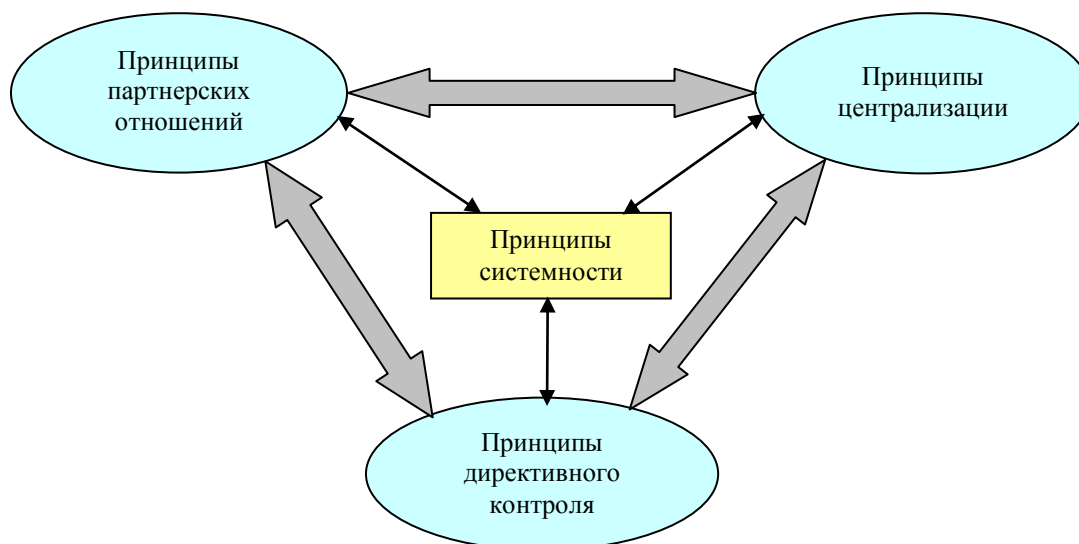 Принципы
партнерских
отношений
Принципы
централизации
Принципы
системности
Принципы
директивного
контроля